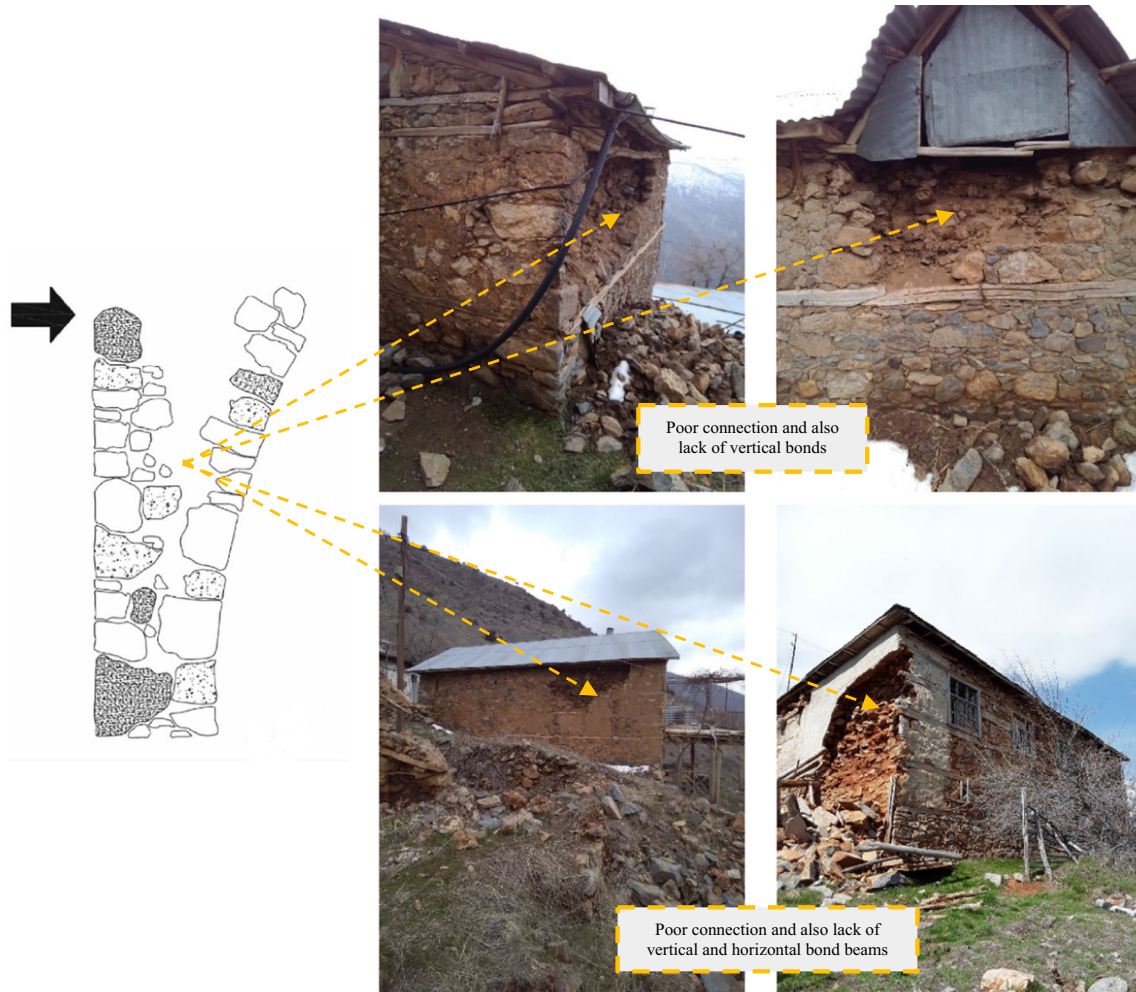 Poor connection and also
lack of vertical bonds
Poor connection and also lack of
vertical and horizontal bond beams